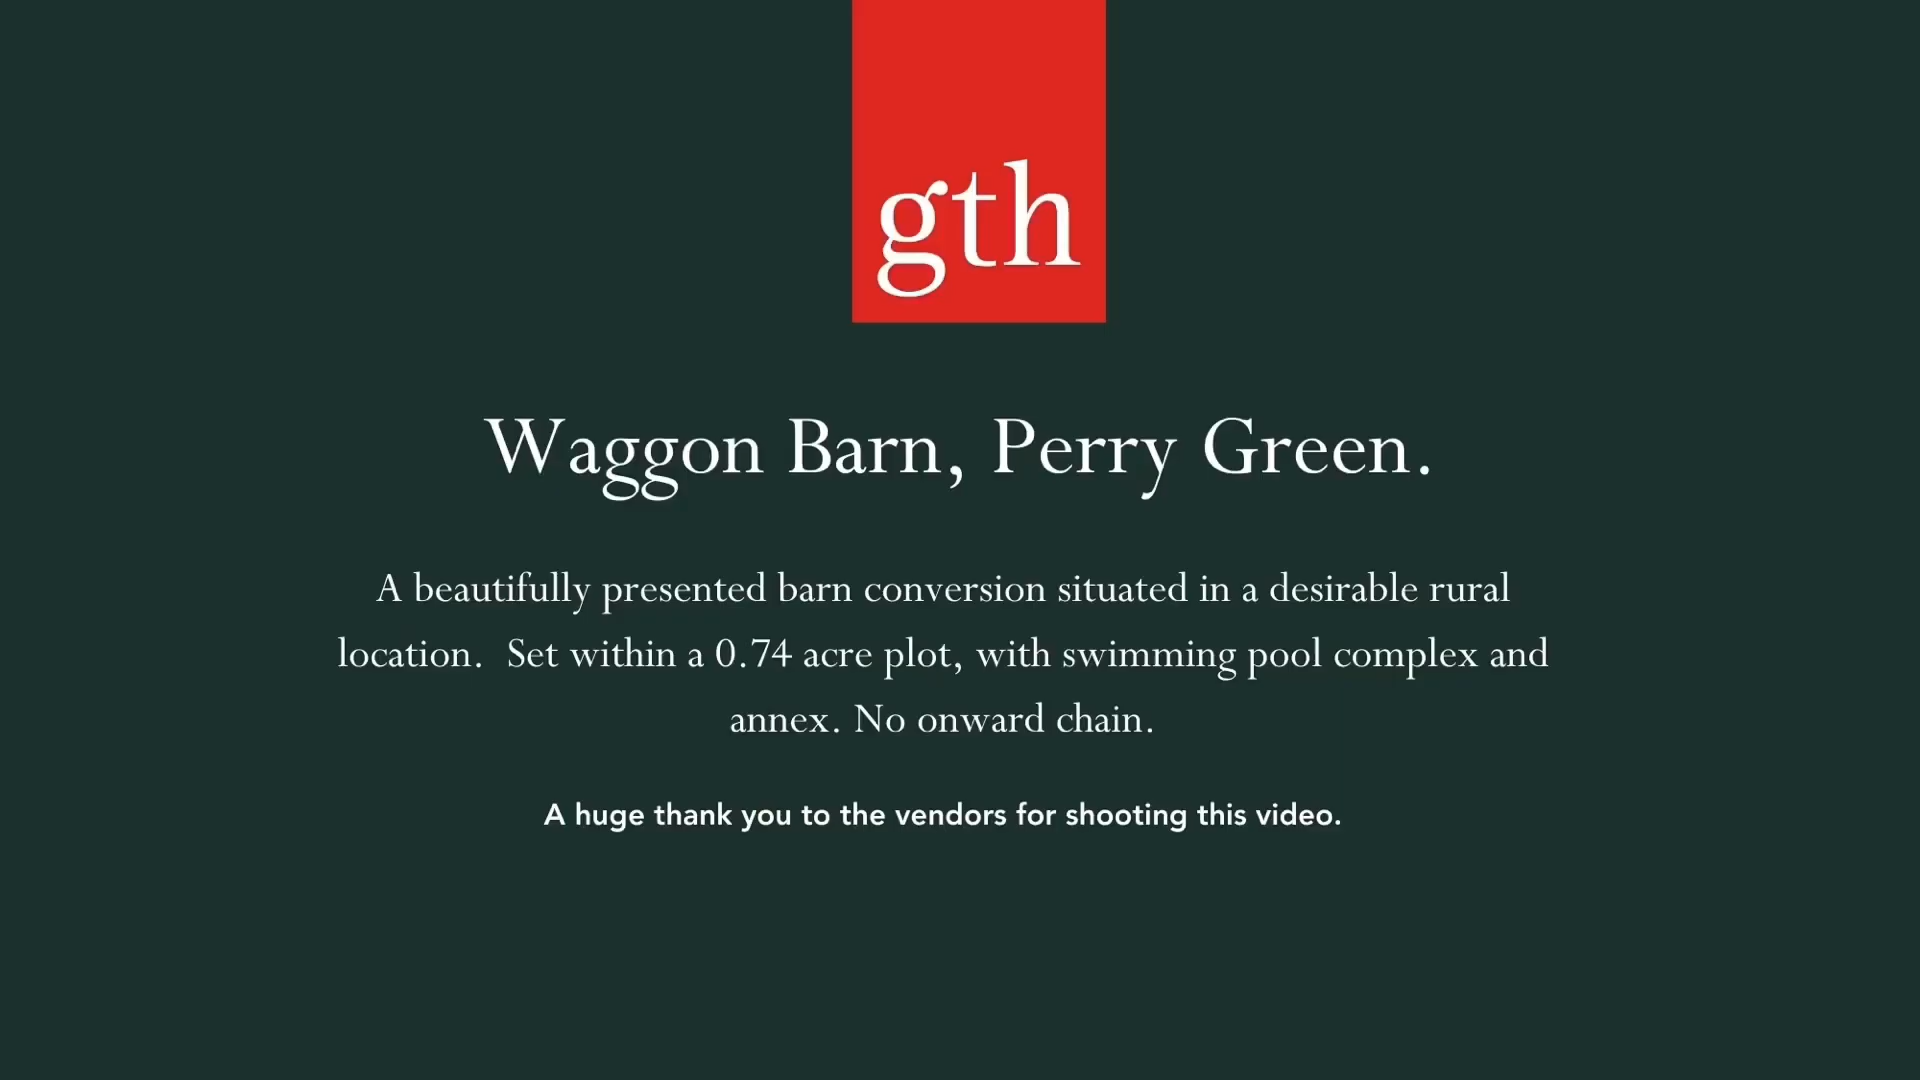 gth
Waggon Barn, Perry Green.
A beautifully presented barn conversion situated in a desirable rural
location.  Set within a 0.74 acre plot, with swimming pool complex and
annex. No onward chain.
A huge thank you to the vendors for shooting this video.